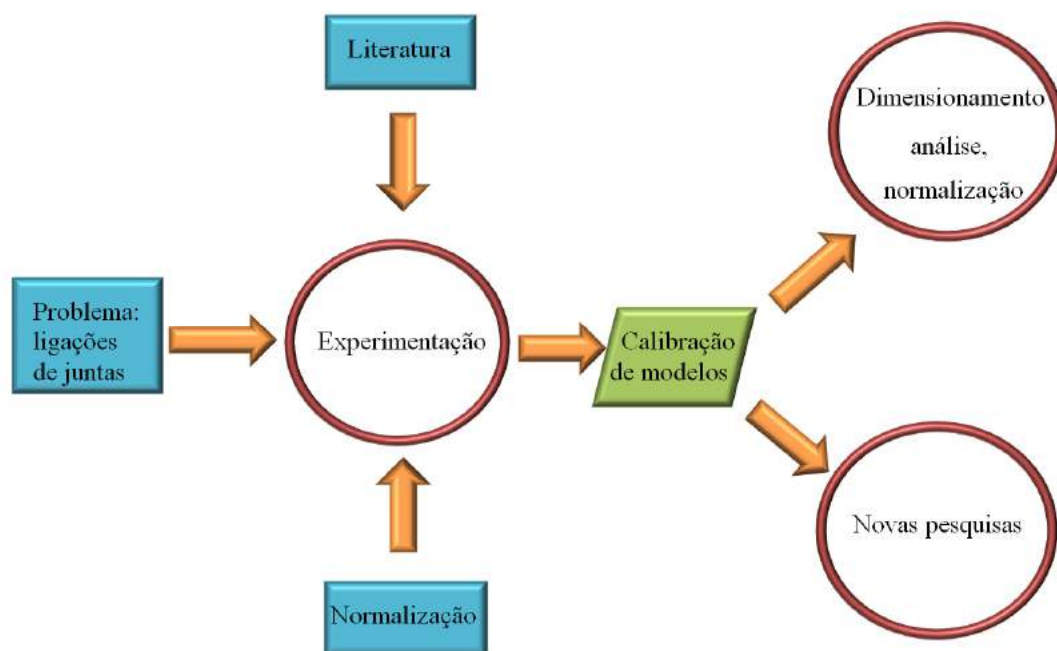 Literatura
Dimensionamento
análise,
normalização
Problema:
ligações
de juntas
Experimentação
Calibração
de modelos
Novas pesquisas
Normalização